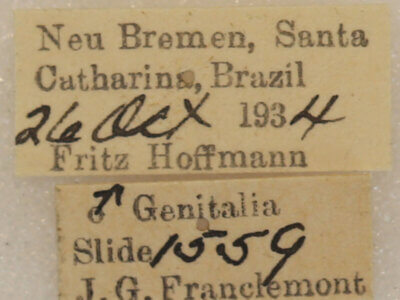 Neu Bremen, Santa
Catharina, Brazil
26 Oct 1934
Fritz Hoffmann
♂ Genitalia
Slide 1559
J. G. Franclemont